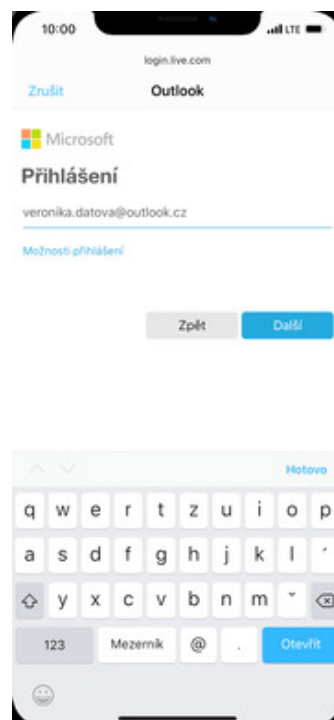 10:00 LTE
login.live.com
Zrušit Outlook
Microsoft
Přihlášení
veronika.datova@outlook.cz
Možnosti přihlášení
Zpět Další
Hotovo
q w e r t z u i o p
a s d f g h j k l ´
y x c v b n m ˇ
123 Mezerník @ . Otevřít